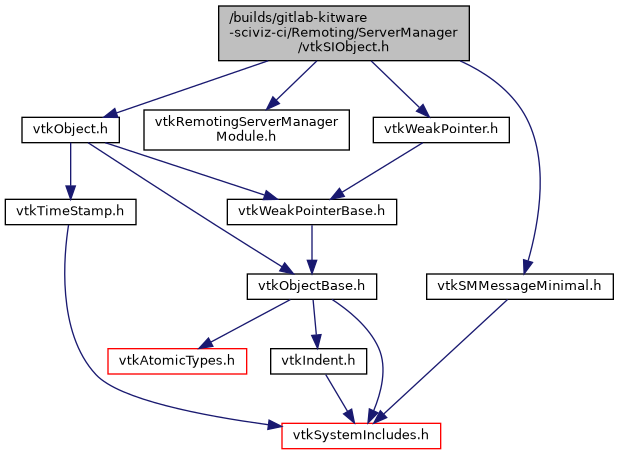 /builds/gitlab-kitware
-sciviz-ci/Remoting/ServerManager
/vtkSIObject.h
vtkObject.h
vtkRemotingServerManager
Module.h
vtkWeakPointer.h
vtkTimeStamp.h
vtkWeakPointerBase.h
vtkObjectBase.h
vtkSMMessageMinimal.h
vtkAtomicTypes.h
vtkIndent.h
vtkSystemIncludes.h